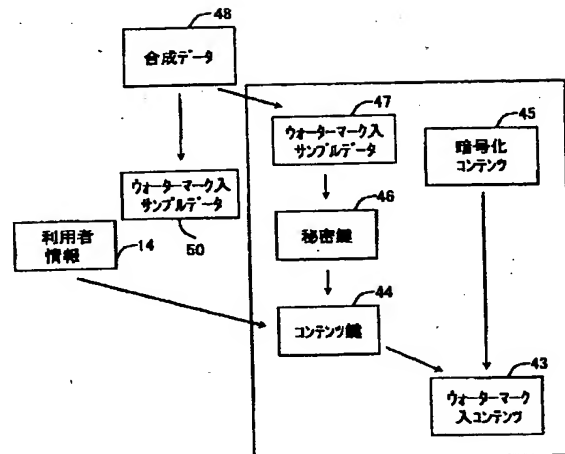 48
合成データ
47
ウォーターマーク入
サンプルデータ
45
暗号化
コンテンツ
ウォーターマーク入
サンプルデータ
50
46
秘密鍵
利用者
情報
14
44
コンテンツ鍵
43
ウォーターマーク
入コンテンツ